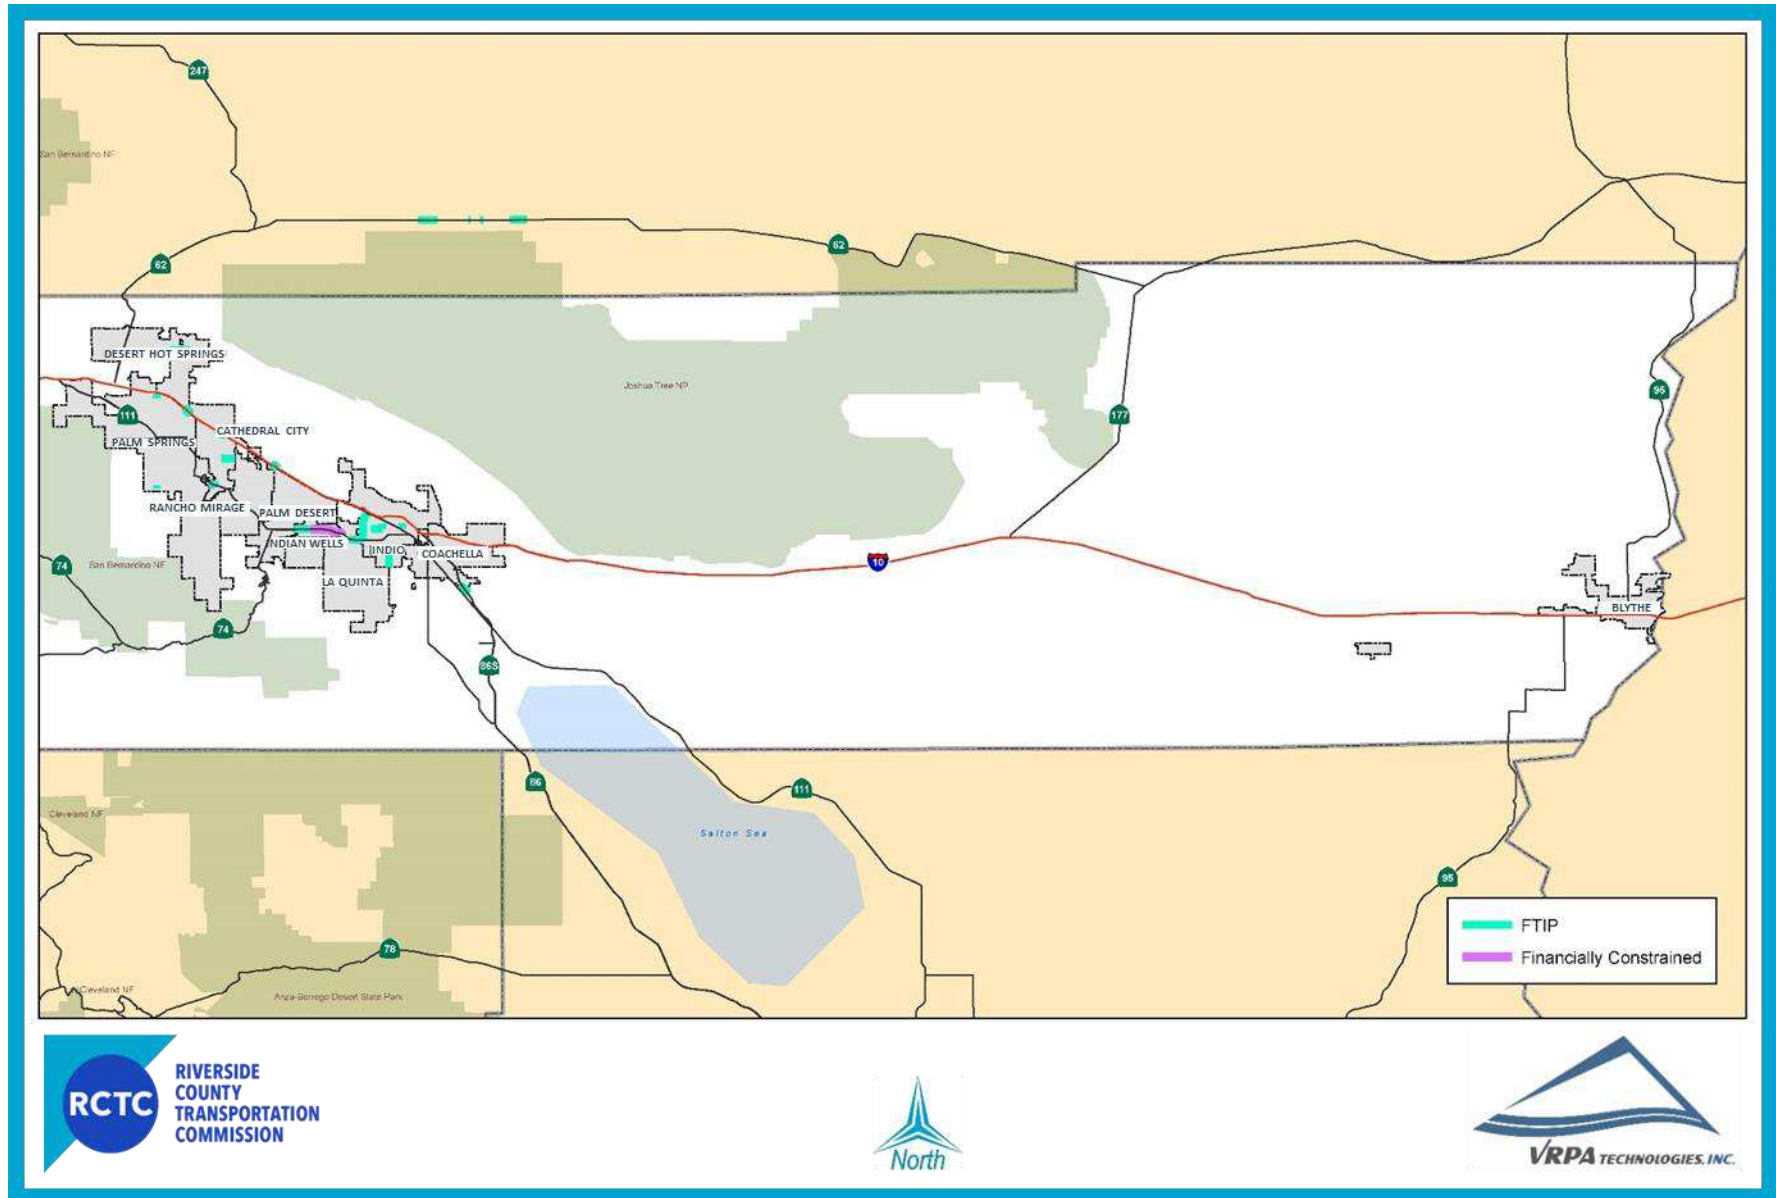 247
San Bernardino NF
62
62
DESERT HOT SPRINGS
Joshua Tree NP
95
111
177
CATHEDRAL CITY
PALM SPRINGS
RANCHO MIRAGE
PALM DESERT
INDIAN WELLS
INDIO
COACHELLA
10
74
San Bernardino NF
LA QUINTA
BLYTHE
74
86S
86
111
Cleveland NF
Salton Sea
95
78
Cleveland NF
Anza-Borrego Desert State Park
FTIP
Financially Constrained
RCTC
RIVERSIDE
COUNTY
TRANSPORTATION
COMMISSION
North
VRPA TECHNOLOGIES, INC.